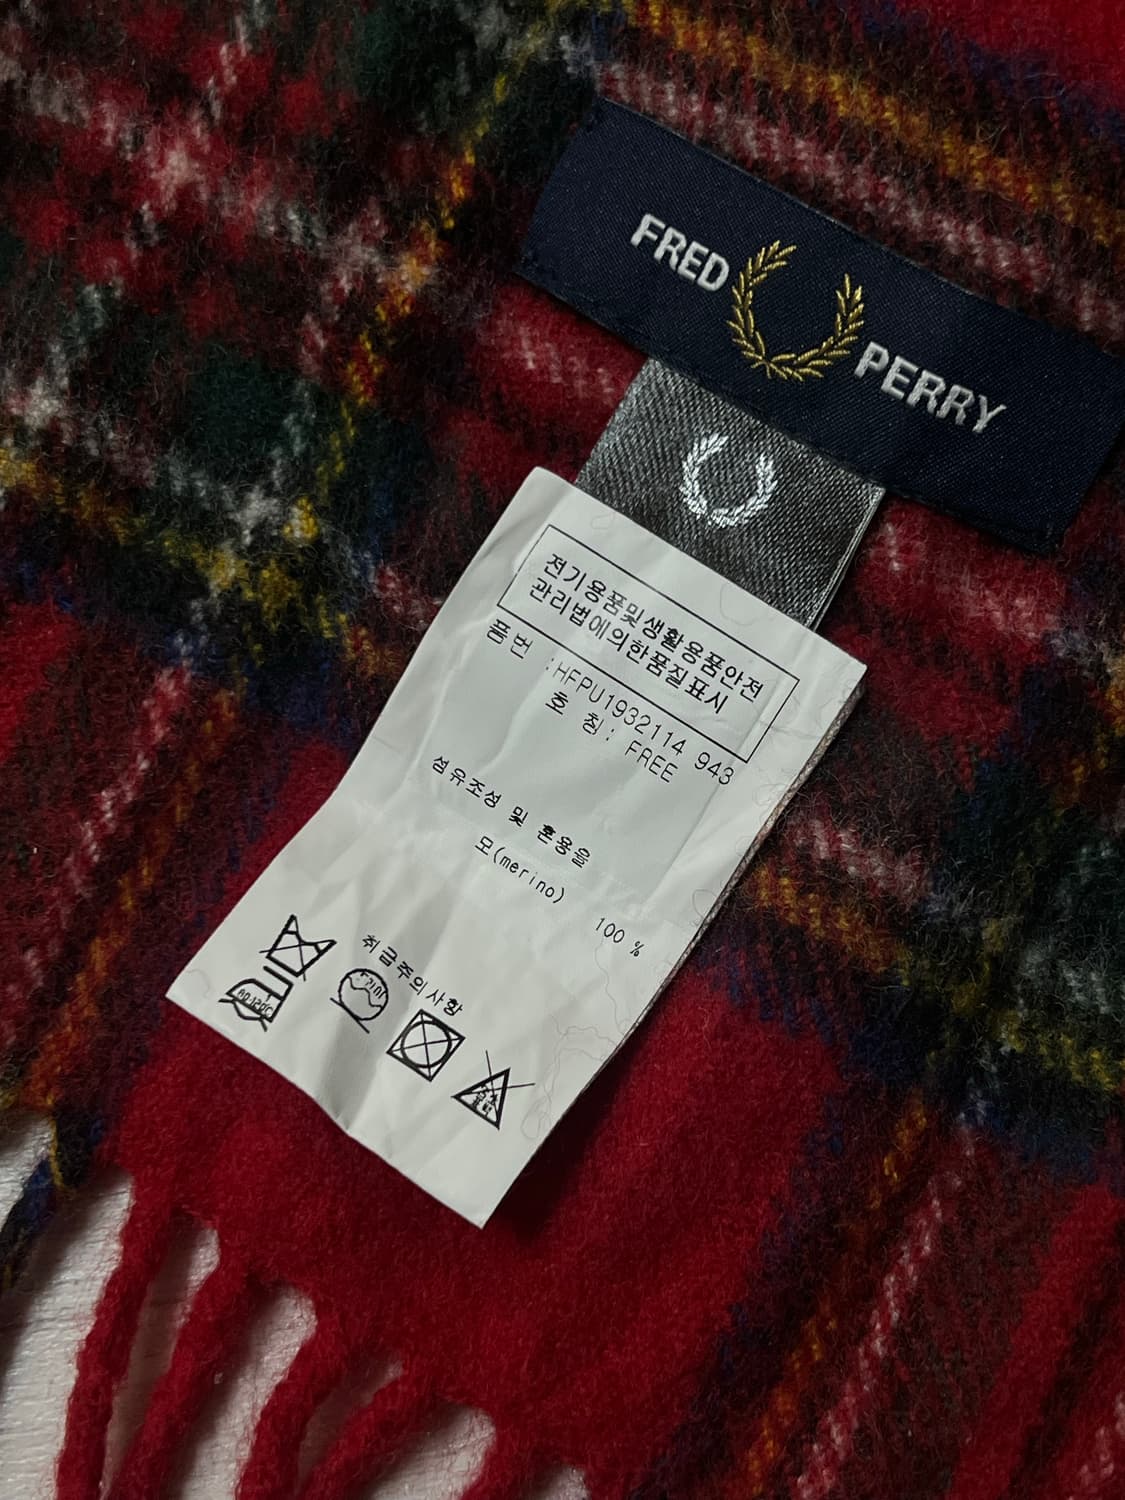 FRED PERRY
전기용품및생활용품안전
관리법에의한품질표시
품번 :HFPU1932114 943
호 칭: FREE
섬유조성 및 혼용율
모(merino) 100 %
취급주의사항